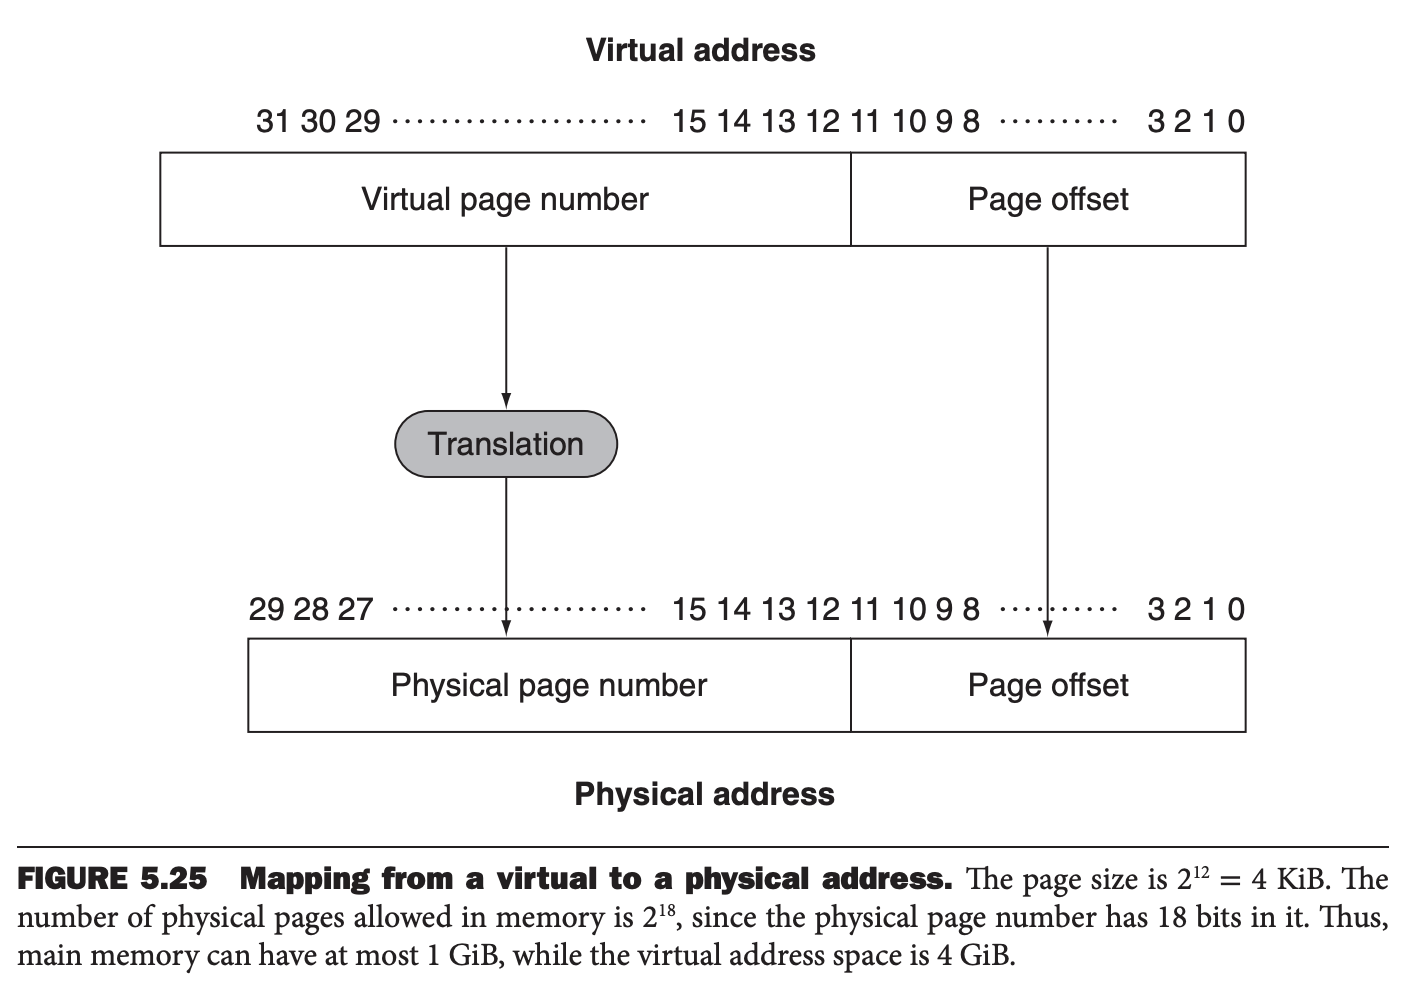 Virtual address
31 30 29 ···················· 15 14 13 12 11 10 9 8 ·········· 3 2 1 0
Virtual page number Page offset
Translation
29 28 27 ···················· 15 14 13 12 11 10 9 8 ·········· 3 2 1 0
Physical page number Page offset
Physical address
FIGURE 5.25 Mapping from a virtual to a physical address. The page size is 2¹² = 4 KiB. The
number of physical pages allowed in memory is 2¹⁸, since the physical page number has 18 bits in it. Thus,
main memory can have at most 1 GiB, while the virtual address space is 4 GiB.